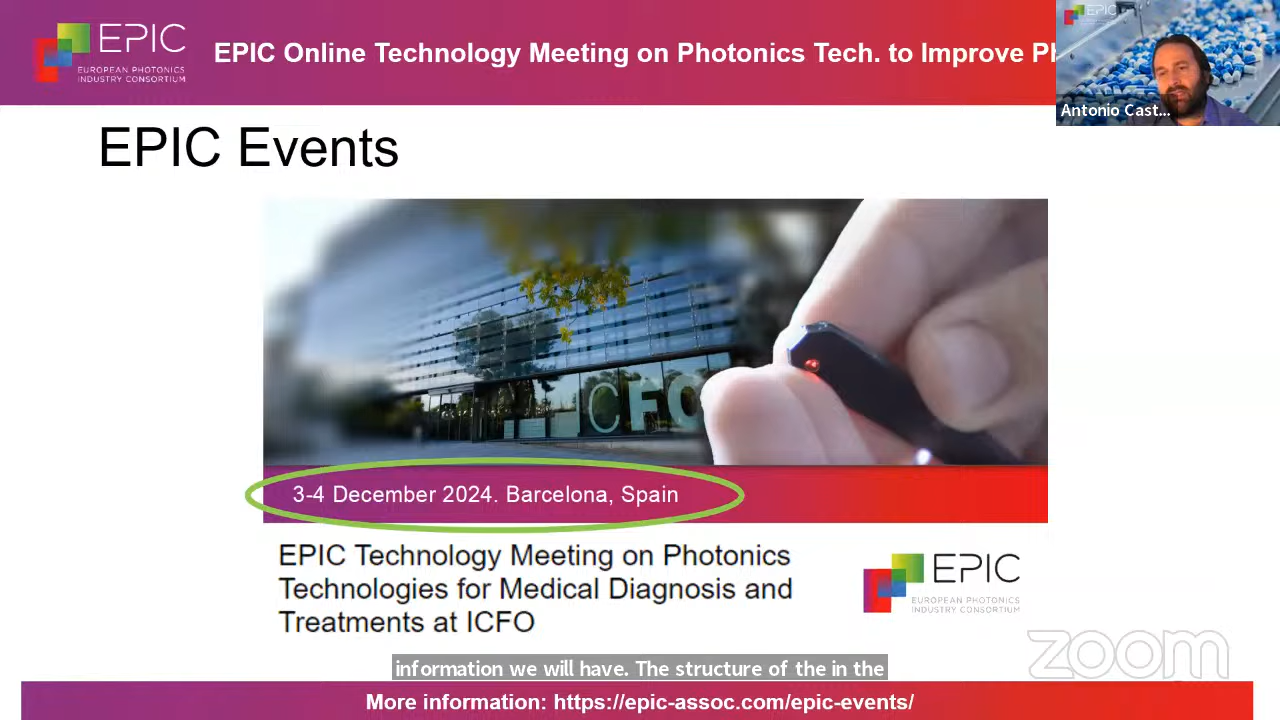 EPIC
EUROPEAN PHOTONICS
INDUSTRY CONSORTIUM
EPIC Online Technology Meeting on Photonics Tech. to Improve
EPIC
Antonio Cast...
EPIC Events
ICFO
3-4 December 2024. Barcelona, Spain
EPIC Technology Meeting on Photonics
Technologies for Medical Diagnosis and
Treatments at ICFO
EPIC
EUROPEAN PHOTONICS
INDUSTRY CONSORTIUM
zoom
information we will have. The structure of the in the
More information: https://epic-assoc.com/epic-events/